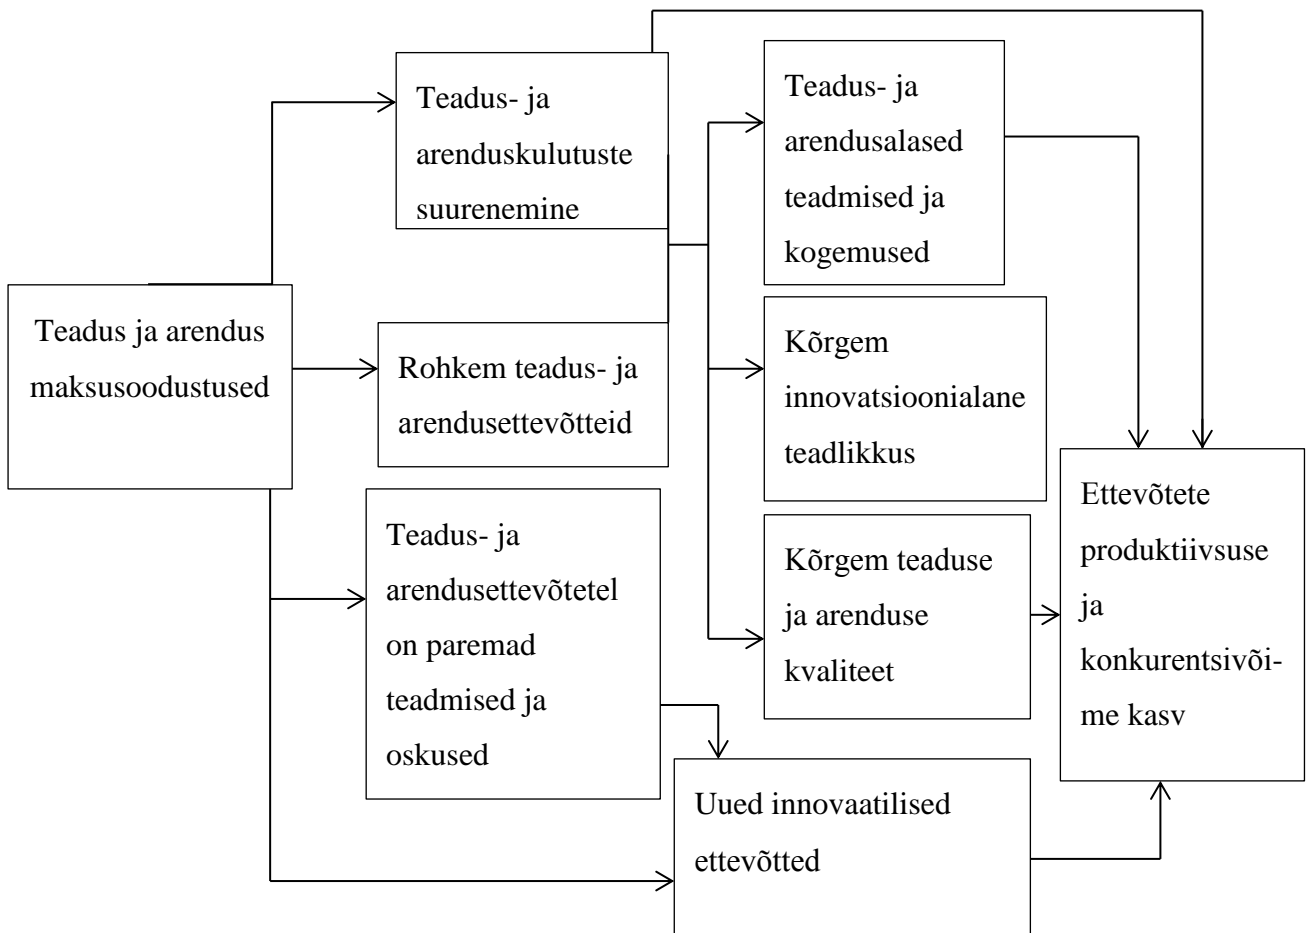 Teadus ja arendus
maksusoodustused
Teadus- ja
arenduskulutuste
suurenemine
Rohkem teadus- ja
arendusettevõtteid
Teadus- ja
arendusettevõtetel
on paremad
teadmised ja
oskused
Teadus- ja
arendusalased
teadmised ja
kogemused
Kõrgem
innovatsioonialane
teadlikkus
Kõrgem teaduse
ja arenduse
kvaliteet
Uued innovaatilised
ettevõtted
Ettevõtete
produktiivsuse
ja
konkurentsivõi-
me kasv